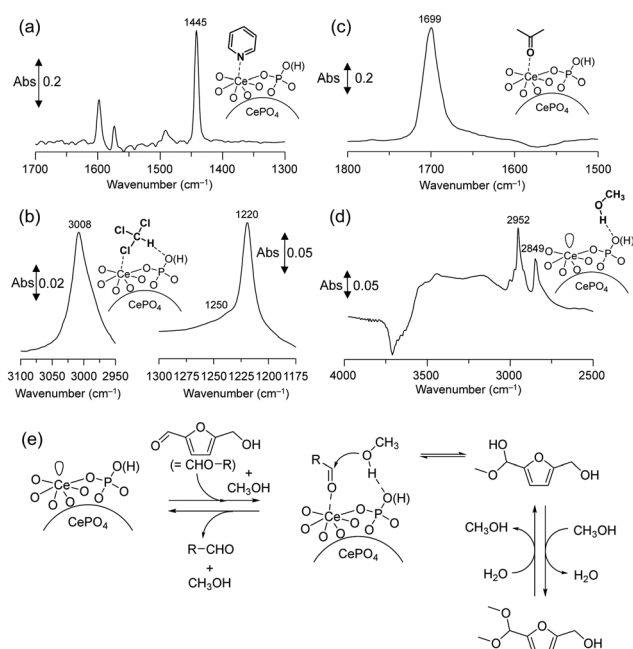 (a)
1445
Abs
0.2
N
Ce
O
O
O
O
O
P
O(H)
O
O
CePO4
1700 1600 1500 1400 1300
Wavenumber (cm–1)
(c)
1699
Abs
0.2
O
Ce
O
O
O
O
O
P
O(H)
O
O
CePO4
1800 1700 1600 1500
Wavenumber (cm–1)
(b)
3008
Abs
0.02
Cl
Cl
C
H
Cl
O(H)
Ce
O
P
O
O
O
O
O
O
CePO4
1220
1250
Abs
0.05
3100 3050 3000 2950
1300 1275 1250 1225 1200 1175
Wavenumber (cm–1)
(d)
2952
2849
Abs
0.05
CH3
O
H
O(H)
Ce
O
P
O
O
O
O
O
O
CePO4
4000 3500 3000 2500
Wavenumber (cm–1)
(e)
O(H)
Ce
O
P
O
O
O
O
O
O
CePO4
O
O
OH
(= CHO–R)
+
CH3OH
R–CHO
+
CH3OH
CH3
R
O
H
O
O(H)
Ce
O
P
O
O
O
O
O
O
CePO4
HO
O
O
OH
CH3OH
CH3OH
H2O
H2O
O
O
O
OH